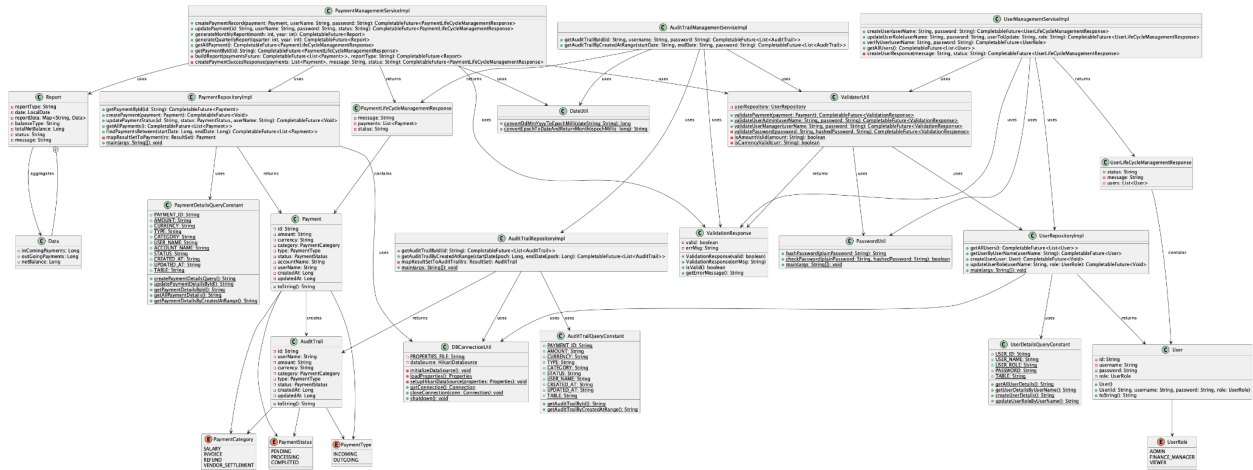 PaymentManagementServiceImpl
createPaymentRecord(payment: Payment, userName: String, password: String): CompletableFuture<PaymentLifeCycleManagementResponse>
updatePayment(id: String, userName: String, password: String, status: String): CompletableFuture<PaymentLifeCycleManagementResponse>
generateMonthlyReport(month: int, year: int): CompletableFuture<Report>
generateQuarterlyReport(quarter: int, year: int): CompletableFuture<Report>
getAllPayment(): CompletableFuture<PaymentLifeCycleManagementResponse>
getPaymentById(id: String): CompletableFuture<PaymentLifeCycleManagementResponse>
buildReport(paymentsFuture: CompletableFuture<List<Payment>>, reportType: String): CompletableFuture<Report>
createPaymentSuccessResponse(payments: List<Payment>, message: String, status: String): CompletableFuture<PaymentLifeCycleManagementResponse>
AuditTrailManagementServiceImpl
getAuditTrailById(id: String, username: String, password: String): CompletableFuture<List<AuditTrail>>
getAuditTrailByCreatedAtRange(startDate: String, endDate: String, password: String): CompletableFuture<List<AuditTrail>>
UserManagementServiceImpl
createUser(userName: String, password: String): CompletableFuture<UserLifeCycleManagementResponse>
updateUserRole(userName: String, password: String, userToUpdate: String, role: String): CompletableFuture<UserLifeCycleManagementResponse>
verifyUser(userName: String, password: String): CompletableFuture<UserRole>
getAllUsers(): CompletableFuture<List<User>>
createUserResponse(message: String, status: String): CompletableFuture<UserLifeCycleManagementResponse>
uses
uses
returns
uses
uses
uses
returns
Report
reportType: String
date: LocalDate
reportData: Map<String, Data>
balanceType: String
totalNetBalance: Long
status: String
message: String
PaymentRepositoryImpl
getPaymentById(id: String): CompletableFuture<Payment>
createPayment(payment: Payment): CompletableFuture<Void>
updatePaymentStatus(id: String, status: PaymentStatus, userName: String): CompletableFuture<Void>
getAllPayments(): CompletableFuture<List<Payment>>
findPaymentsBetween(startDate: Long, endDate: Long): CompletableFuture<List<Payment>>
mapResultSetToPayment(rs: ResultSet): Payment
main(args: String[]): void
PaymentLifeCycleManagementResponse
message: String
payments: List<Payment>
status: String
DateUtil
convertDdMmYyyyToEpochMillis(dateString: String): long
convertEpochToDateAndReturnMonth(epochMillis: long): String
ValidatorUtil
userRepository: UserRepository
validatePayment(payment: Payment): CompletableFuture<ValidationResponse>
validateUserAdmin(userName: String, password: String): CompletableFuture<ValidationResponse>
validateUserManager(userName: String, password: String): CompletableFuture<ValidationResponse>
validatePassword(password: String, hashedPassword: String): CompletableFuture<ValidationResponse>
isAmountValid(amount: String): boolean
isCurrencyValid(curr: String): boolean
UserLifeCycleManagementResponse
status: String
message: String
users: List<User>
aggregates
uses
returns
contains
uses
uses
uses
returns
uses
uses
uses
contains
Data
inComingPayments: Long
outGoingPayments: Long
netBalance: Long
PaymentDetailsQueryConstant
PAYMENT_ID: String
AMOUNT: String
CURRENCY: String
TYPE: String
CATEGORY: String
USER_NAME: String
ACCOUNT_NAME: String
STATUS: String
CREATED_AT: String
UPDATED_AT: String
TABLE: String
createPaymentDetailsQuery(): String
updatePaymentDetailsById(): String
getPaymentDetailsById(): String
getAllPaymentDetails(): String
getPaymentDetailsByCreatedAtRange(): String
Payment
id: String
amount: String
currency: String
category: PaymentCategory
type: PaymentType
status: PaymentStatus
accountName: String
userName: String
createdAt: Long
updatedAt: Long
toString(): String
AuditTrailRepositoryImpl
getAuditTrailById(id: String): CompletableFuture<List<AuditTrail>>
getAuditTrailByCreatedAtRange(startDateEpoch: Long, endDateEpoch: Long): CompletableFuture<List<AuditTrail>>
mapResultSetToAuditTrail(rs: ResultSet): AuditTrail
main(args: String[]): void
ValidationResponse
valid: boolean
errMsg: String
ValidationResponse(valid: boolean)
ValidationResponse(errMsg: String)
isValid(): boolean
getErrorMessage(): String
PasswordUtil
hashPassword(plainPassword: String): String
checkPassword(plainPassword: String, hashedPassword: String): boolean
main(args: String[]): void
UserRepositoryImpl
getAllUsers(): CompletableFuture<List<User>>
getUserByUserName(userName: String): CompletableFuture<User>
createUser(user: User): CompletableFuture<Void>
updateUserRole(userName: String, role: UserRole): CompletableFuture<Void>
main(args: String[]): void
creates
returns
uses
uses
uses
uses
returns
AuditTrail
id: String
userName: String
amount: String
currency: String
category: PaymentCategory
type: PaymentType
status: PaymentStatus
createdAt: Long
updatedAt: Long
toString(): String
DBConnectionUtil
PROPERTIES_FILE: String
dataSource: HikariDataSource
initializeDataSource(): void
loadProperties(): Properties
setupHikariDataSource(properties: Properties): void
getConnection(): Connection
closeConnection(conn: Connection): void
shutdown(): void
AuditTrailQueryConstant
PAYMENT_ID: String
AMOUNT: String
CURRENCY: String
TYPE: String
CATEGORY: String
STATUS: String
USER_NAME: String
CREATED_AT: String
UPDATED_AT: String
TABLE: String
getAuditTrailById(): String
getAuditTrailByCreatedAtRange(): String
UserDetailsQueryConstant
USER_ID: String
USER_NAME: String
USER_ROLE: String
PASSWORD: String
TABLE: String
getAllUserDetails(): String
getUserDetailsByUserName(): String
createUserDetails(): String
updateUserRoleByUserName(): String
User
id: String
username: String
password: String
role: UserRole
User()
User(id: String, username: String, password: String, role: UserRole)
toString(): String
PaymentCategory
SALARY
INVOICE
REFUND
VENDOR_SETTLEMENT
PaymentStatus
PENDING
PROCESSING
COMPLETED
PaymentType
INCOMING
OUTGOING
UserRole
ADMIN
FINANCE_MANAGER
VIEWER